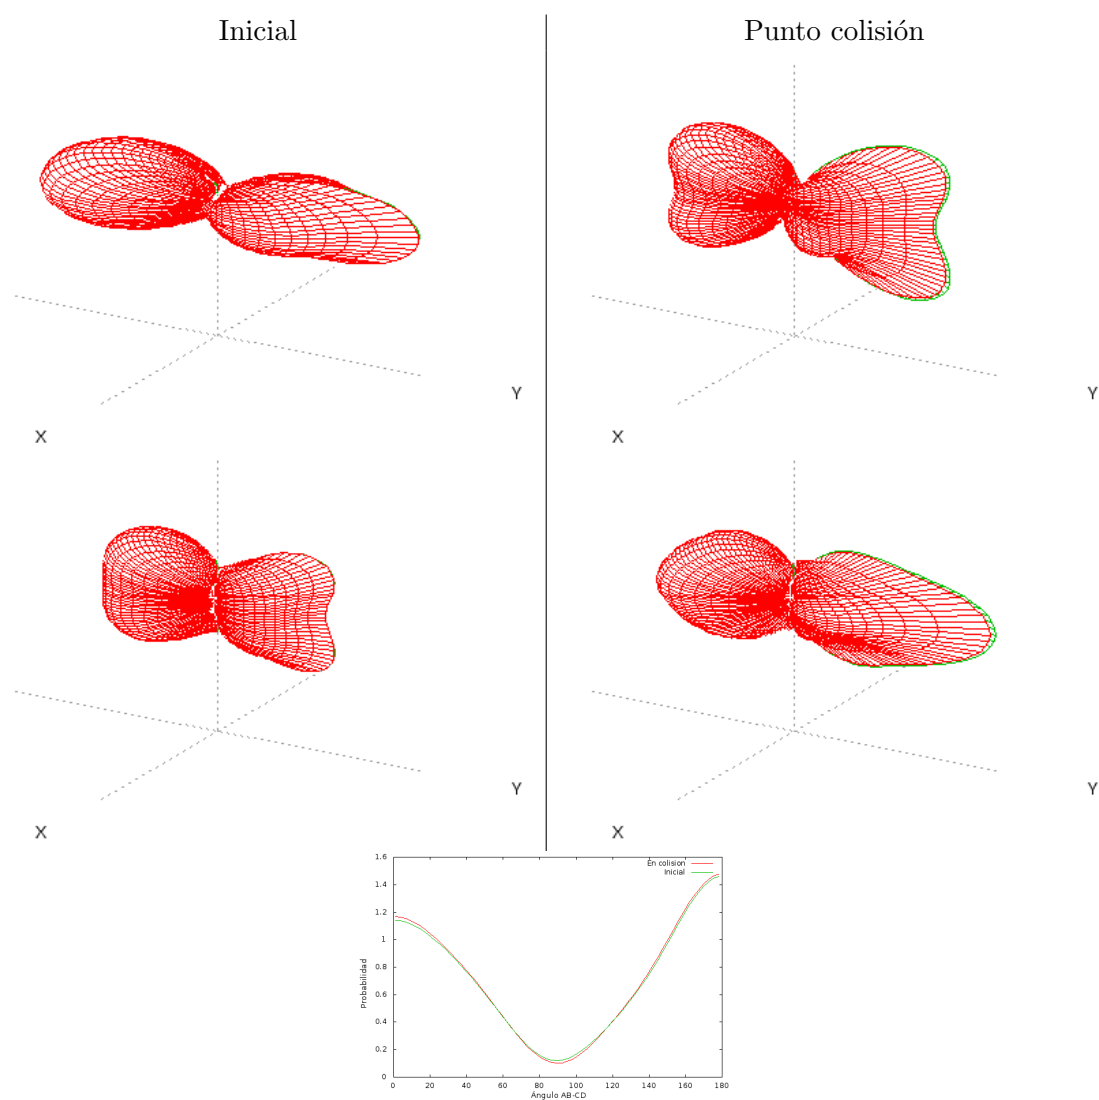 Inicial
Punto colisión
Y
X
Y
X
Y
X
Y
X
1.6
1.4
1.2
1
0.8
0.6
0.4
0.2
0
Probabilidad
En colision
Inicial
0 20 40 60 80 100 120 140 160 180
Ángulo AB-CD